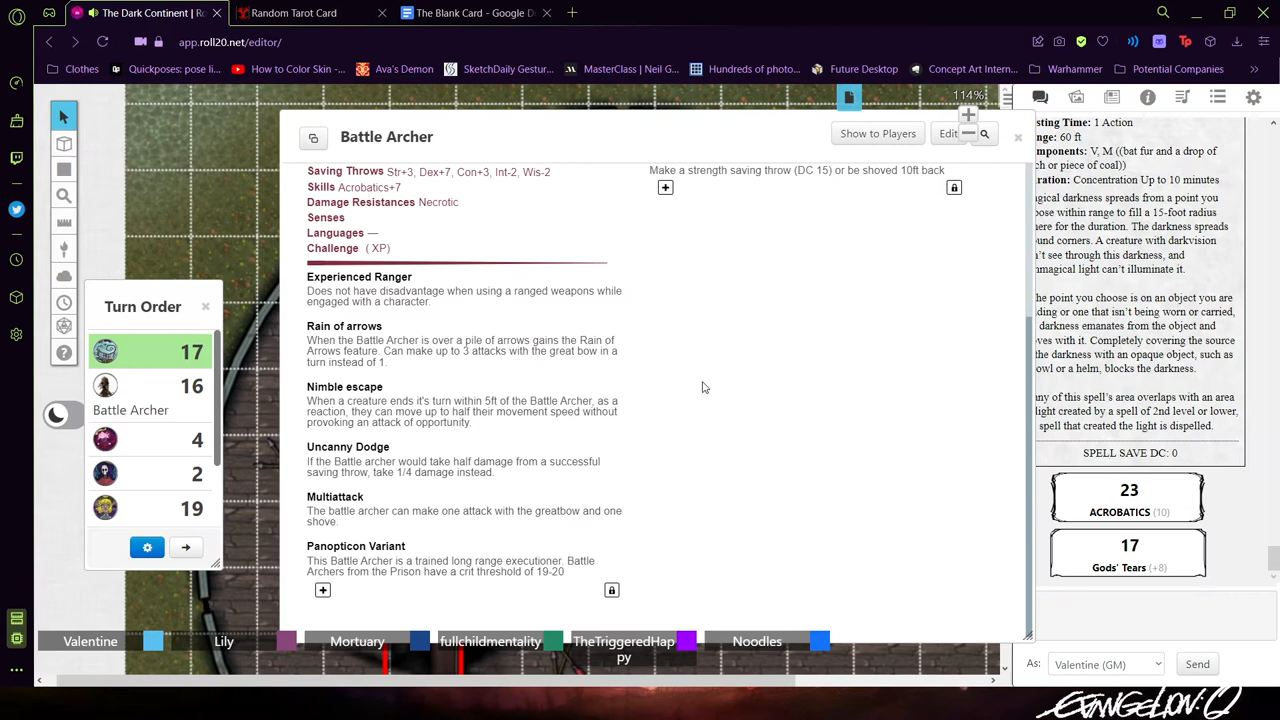 The Dark Continent | Ro
Random Tarot Card
The Blank Card - Google D
app.roll20.net/editor/
Clothes
Quickposes: pose li...
How to Color Skin -...
Ava's Demon
SketchDaily Gestur...
MasterClass | Neil G...
Hundreds of photo...
Future Desktop
Concept Art Intern...
Warhammer
Potential Companies
114%
Battle Archer
Show to Players
Edit
Saving Throws Str+3, Dex+7, Con+3, Int-2, Wis-2
Skills Acrobatics+7
Damage Resistances Necrotic
Senses
Languages —
Challenge ( XP)
Experienced Ranger
Does not have disadvantage when using a ranged weapons while
engaged with a character.
Rain of arrows
When the Battle Archer is over a pile of arrows gains the Rain of
Arrows feature. Can make up to 3 attacks with the great bow in a
turn instead of 1.
Nimble escape
When a creature ends it's turn within 5ft of the Battle Archer, as a
reaction, they can move up to half their movement speed without
provoking an attack of opportunity.
Uncanny Dodge
If the Battle archer would take half damage from a successful
saving throw, take 1/4 damage instead.
Multiattack
The battle archer can make one attack with the greatbow and one
shove.
Panopticon Variant
This Battle Archer is a trained long range executioner. Battle
Archers from the Prison have a crit threshold of 19-20
Make a strength saving throw (DC 15) or be shoved 10ft back
Turn Order
17
16
Battle Archer
4
2
19
sting Time: 1 Action
nge: 60 ft
mponents: V, M ((bat fur and a drop of
ch or piece of coal))
ration: Concentration Up to 10 minutes
gical darkness spreads from a point you
oose within range to fill a 15-foot radius
here for the duration. The darkness spreads
ound corners. A creature with darkvision
n't see through this darkness, and
nmagical light can't illuminate it.
he point you choose is on an object you are
lding or one that isn't being worn or carried,
darkness emanates from the object and
ves with it. Completely covering the source
the darkness with an opaque object, such as
owl or a helm, blocks the darkness.
ny of this spell's area overlaps with an area
light created by a spell of 2nd level or lower,
spell that created the light is dispelled.
SPELL SAVE DC: 0
23
ACROBATICS (10)
17
Gods' Tears (+8)
Valentine
Lily
Mortuary
fullchildmentality
TheTriggeredHap
py
Noodles
As:
Valentine (GM)
Send